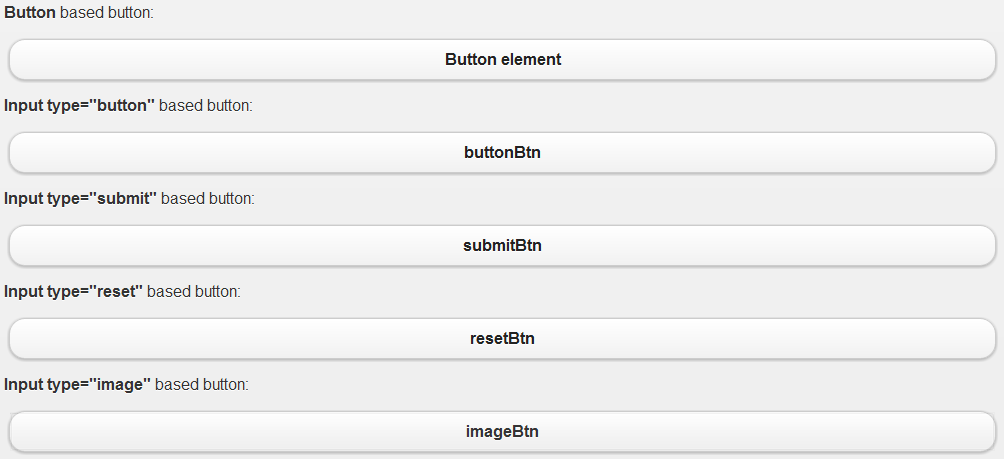 Button based button:
Button element
Input type="button" based button:
buttonBtn
Input type="submit" based button:
submitBtn
Input type="reset" based button:
resetBtn
Input type="image" based button:
imageBtn